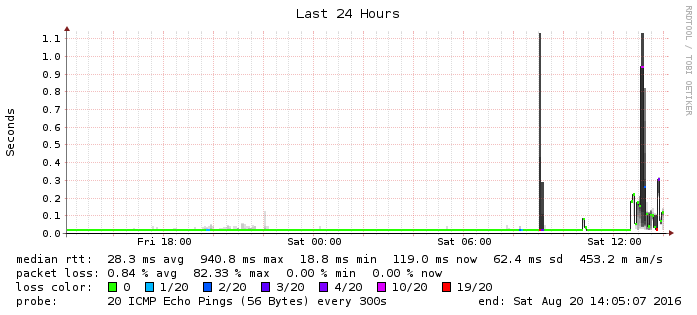 Last 24 Hours
RRDTOOL / TOBI OETIKER
Seconds
1.1
1.0
0.9
0.8
0.7
0.6
0.5
0.4
0.3
0.2
0.1
0.0
Fri 18:00 Sat 00:00 Sat 06:00 Sat 12:00
median rtt: 28.3 ms avg 940.8 ms max 18.8 ms min 119.0 ms now 62.4 ms sd 453.2 m am/s
packet loss: 0.84 % avg 82.33 % max 0.00 % min 0.00 % now
loss color: 0 1/20 2/20 3/20 4/20 10/20 19/20
probe: 20 ICMP Echo Pings (56 Bytes) every 300s end: Sat Aug 20 14:05:07 2016